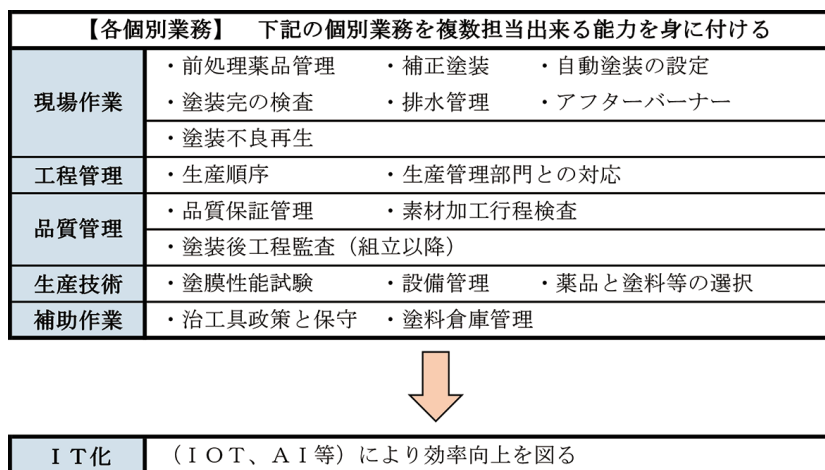 【各個別業務】　下記の個別業務を複数担当出来る能力を身に付ける
現場作業
・前処理薬品管理　・補正塗装　・自動塗装の設定
・塗装完の検査　・排水管理　・アフターバーナー
・塗装不良再生
工程管理　・生産順序　・生産管理部門との対応
品質管理
・品質保証管理　・素材加工行程検査
・塗装後工程監査（組立以降）
生産技術　・塗膜性能試験　・設備管理　・薬品と塗料等の選択
補助作業　・治工具政策と保守　・塗料倉庫管理
ＩＴ化　（ＩＯＴ、ＡＩ等）により効率向上を図る